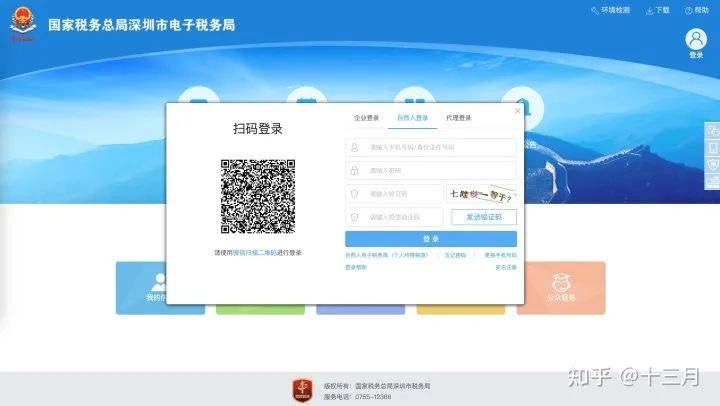 国家税务总局深圳市电子税务局
环境检测 下载 帮助
登录
扫码登录
企业登录 自然人登录 代理登录
请输入手机号码/身份证件号码
请输入密码
请输入验证码
请输入短信验证码 发送验证码
登 录
请使用微信扫描二维码进行登录
自然人电子税务局（个人所得税篇） 忘记密码 更换手机号码
登录帮助 实名注册
公告
我的信
公众服务
版权所有：国家税务总局深圳市税务局
服务电话：0755-12366
知乎 @十三月